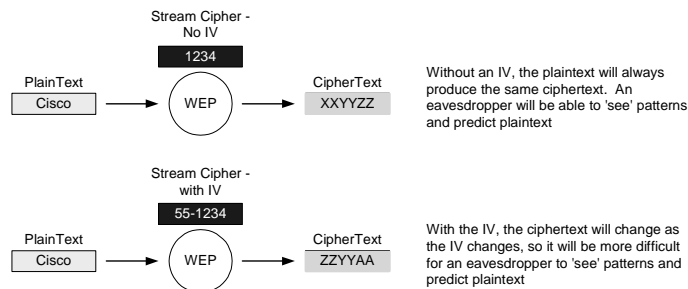 Stream Cipher -
No IV
1234
PlainText
Cisco
WEP
CipherText
XXYYZZ
Without an IV, the plaintext will always
produce the same ciphertext. An
eavesdropper will be able to 'see' patterns
and predict plaintext
Stream Cipher -
with IV
55-1234
PlainText
Cisco
WEP
CipherText
ZZYYAA
With the IV, the ciphertext will change as
the IV changes, so it will be more difficult
for an eavesdropper to 'see' patterns and
predict plaintext